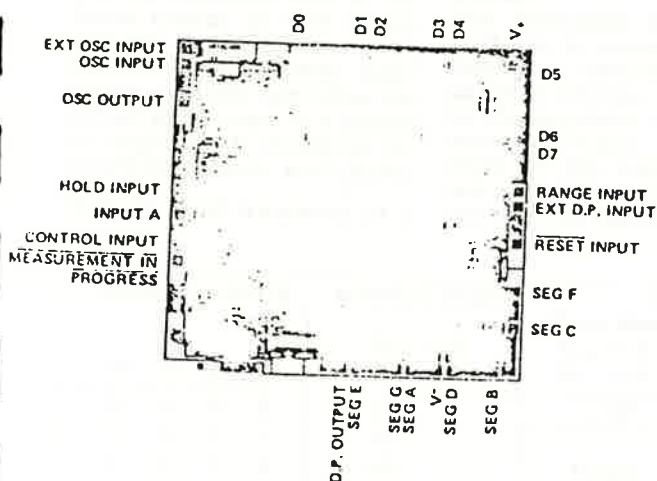 D0
D1
D2
D3
D4
V+
EXT OSC INPUT
OSC INPUT
OSC OUTPUT
HOLD INPUT
INPUT A
CONTROL INPUT
MEASUREMENT IN
PROGRESS
D5
D6
D7
RANGE INPUT
EXT D.P. INPUT
RESET INPUT
SEG F
SEG C
D.P. OUTPUT
SEG E
SEG G
SEG A
V-
SEG D
SEG B